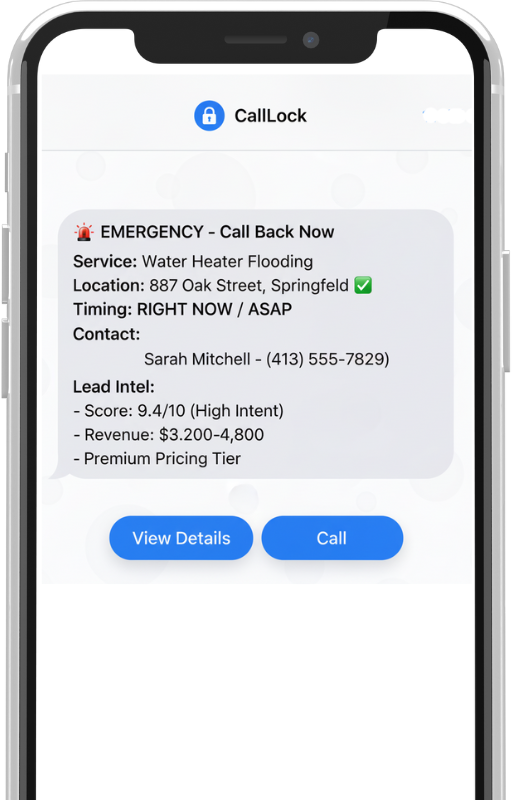 CallLock
🚨 EMERGENCY - Call Back Now
Service: Water Heater Flooding
Location: 887 Oak Street, Springfeld ✅
Timing: RIGHT NOW / ASAP
Contact:
Sarah Mitchell - (413) 555-7829)
Lead Intel:
- Score: 9.4/10 (High Intent)
- Revenue: $3.200-4,800
- Premium Pricing Tier
View Details
Call